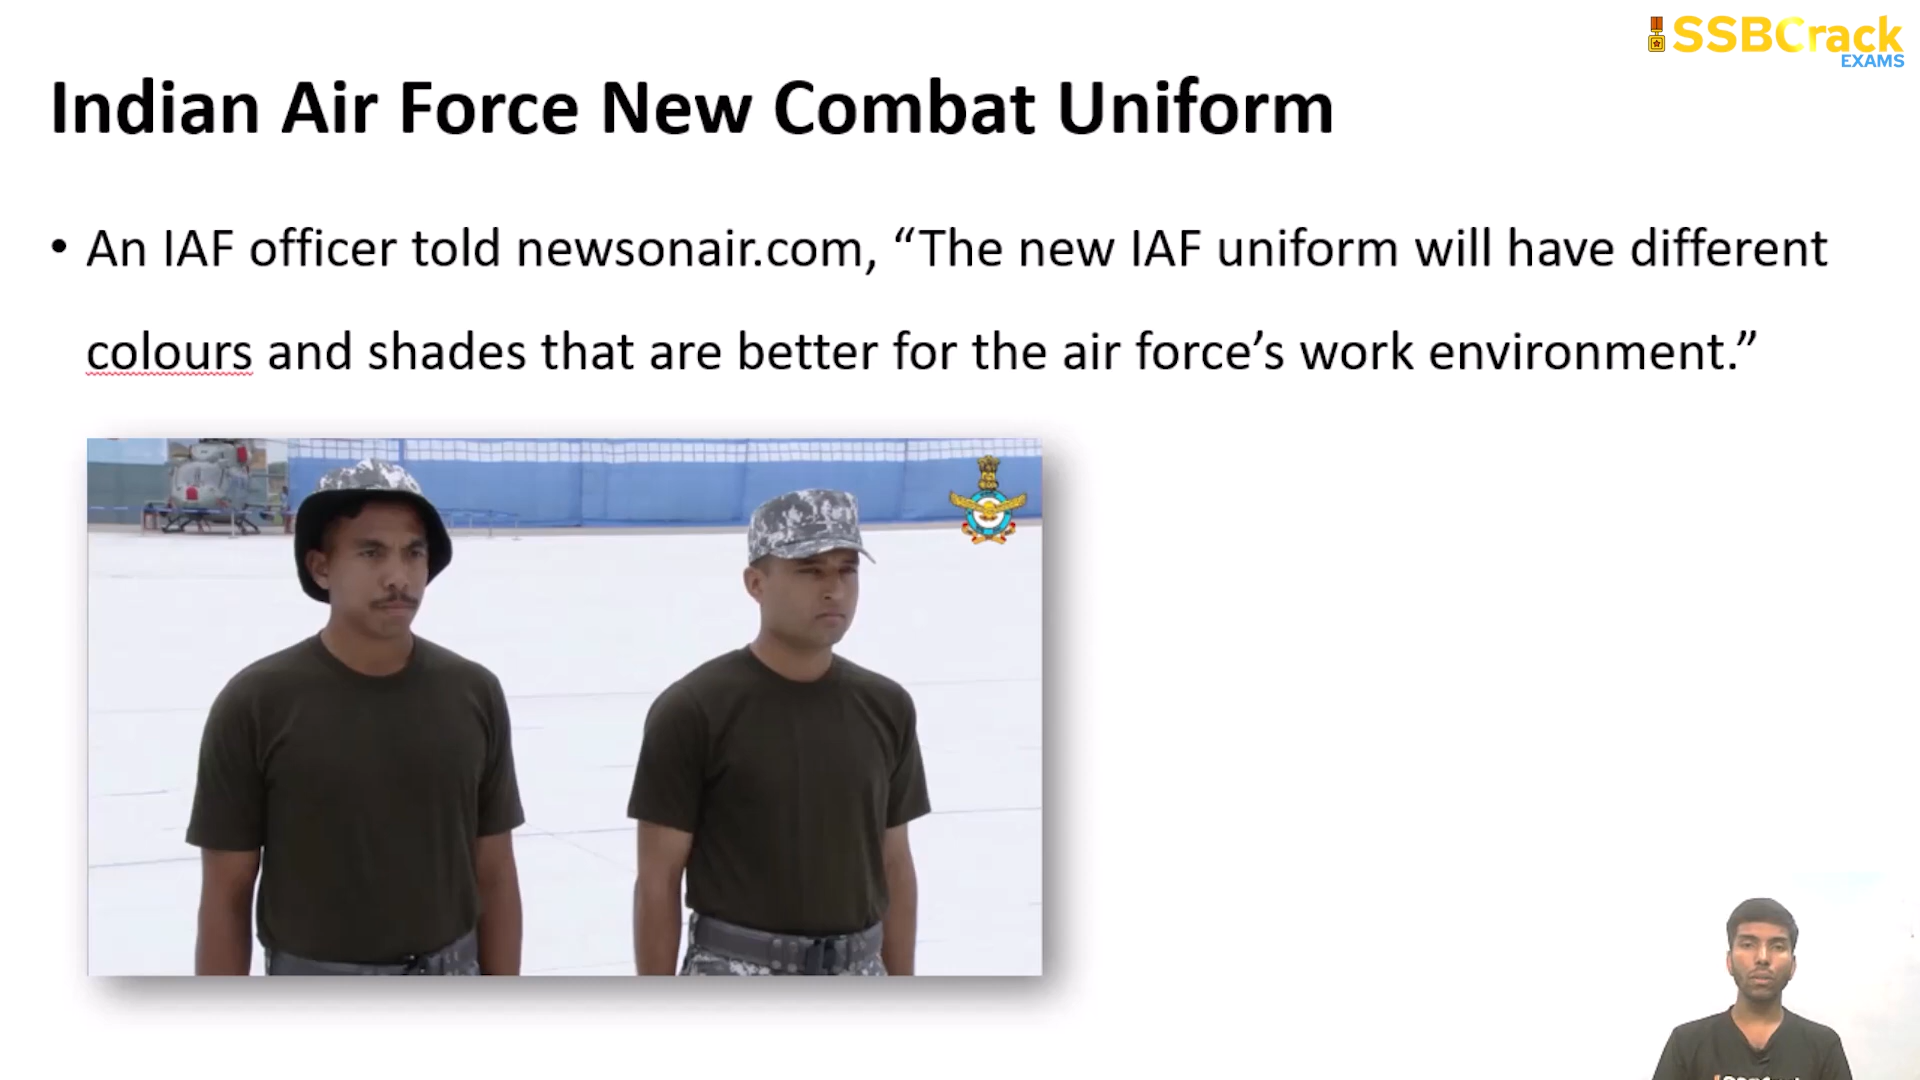 SSBCrack
EXAMS
Indian Air Force New Combat Uniform
• An IAF officer told newsonair.com, “The new IAF uniform will have different
colours and shades that are better for the air force’s work environment.”